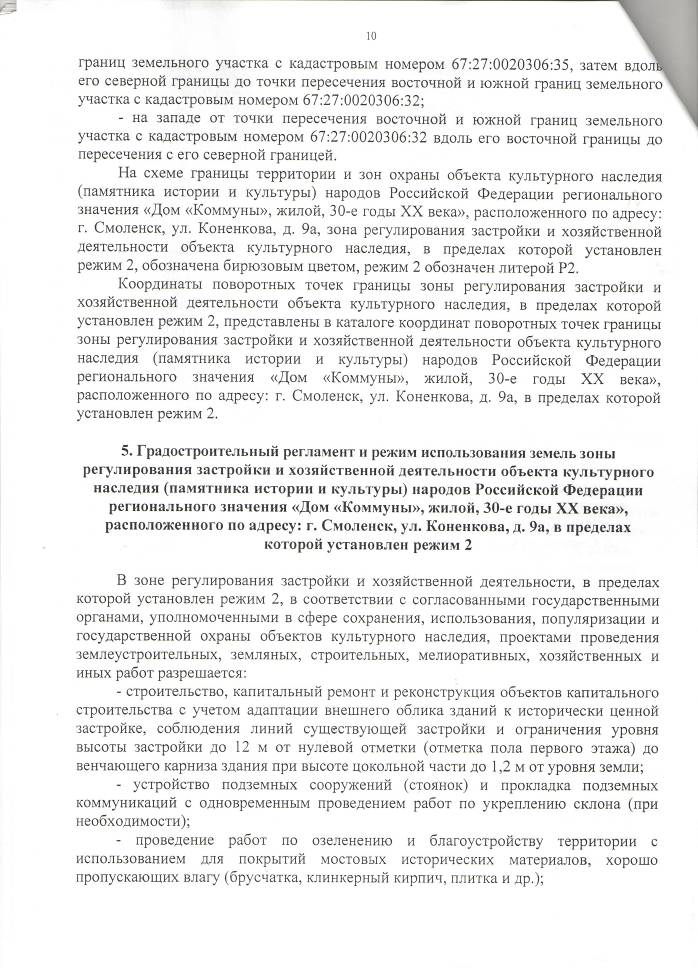 10
границ земельного участка с кадастровым номером 67:27:0020306:35, затем вдоль
его северной границы до точки пересечения восточной и южной границ земельного
участка с кадастровым номером 67:27:0020306:32;
- на западе от точки пересечения восточной и южной границ земельного
участка с кадастровым номером 67:27:0020306:32 вдоль его восточной границы до
пересечения с его северной границей.
На схеме границы территории и зон охраны объекта культурного наследия
(памятника истории и культуры) народов Российской Федерации регионального
значения «Дом «Коммуны», жилой, 30-е годы XX века», расположенного по адресу:
г. Смоленск, ул. Коненкова, д. 9а, зона регулирования застройки и хозяйственной
деятельности объекта культурного наследия, в пределах которой установлен
режим 2, обозначена бирюзовым цветом, режим 2 обозначен литерой Р2.
Координаты поворотных точек границы зоны регулирования застройки и
хозяйственной деятельности объекта культурного наследия, в пределах которой
установлен режим 2, представлены в каталоге координат поворотных точек границы
зоны регулирования застройки и хозяйственной деятельности объекта культурного
наследия (памятника истории и культуры) народов Российской Федерации
регионального значения «Дом «Коммуны», жилой, 30-е годы XX века»,
расположенного по адресу: г. Смоленск, ул. Коненкова, д. 9а, в пределах которой
установлен режим 2.
5. Градостроительный регламент и режим использования земель зоны
регулирования застройки и хозяйственной деятельности объекта культурного
наследия (памятника истории и культуры) народов Российской Федерации
регионального значения «Дом «Коммуны», жилой, 30-е годы XX века»,
расположенного по адресу: г. Смоленск, ул. Коненкова, д. 9а, в пределах
которой установлен режим 2
В зоне регулирования застройки и хозяйственной деятельности, в пределах
которой установлен режим 2, в соответствии с согласованными государственными
органами, уполномоченными в сфере сохранения, использования, популяризации и
государственной охраны объектов культурного наследия, проектами проведения
землеустроительных, земляных, строительных, мелиоративных, хозяйственных и
иных работ разрешается:
- строительство, капитальный ремонт и реконструкция объектов капитального
строительства с учетом адаптации внешнего облика зданий к исторически ценной
застройке, соблюдения линий существующей застройки и ограничения уровня
высоты застройки до 12 м от нулевой отметки (отметка пола первого этажа) до
венчающего карниза здания при высоте цокольной части до 1,2 м от уровня земли;
- устройство подземных сооружений (стоянок) и прокладка подземных
коммуникаций с одновременным проведением работ по укреплению склона (при
необходимости);
- проведение работ по озеленению и благоустройству территории с
использованием для покрытий мостовых исторических материалов, хорошо
пропускающих влагу (брусчатка, клинкерный кирпич, плитка и др.);